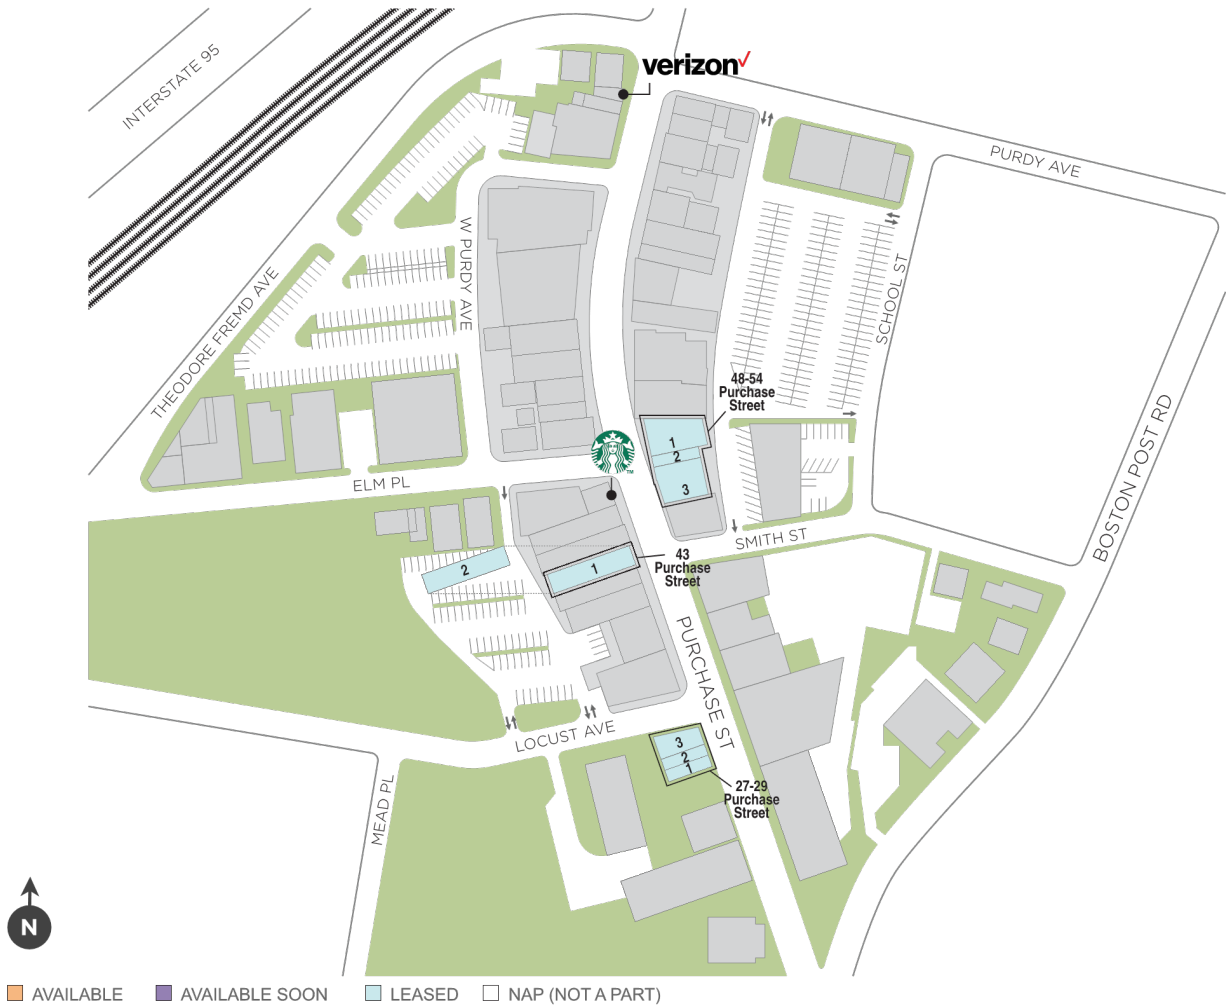 INTERSTATE 95
verizon
PURDY AVE
W PURDY AVE
SCHOOL ST
THEODORE FREMD AVE
48-54
Purchase
Street
1
2
3
BOSTON POST RD
TM
ELM PL
SMITH ST
43
Purchase
Street
2
1
PURCHASE ST
LOCUST AVE
3
2
1
27-29
Purchase
Street
MEAD PL
N
AVAILABLE
AVAILABLE SOON
LEASED
NAP (NOT A PART)